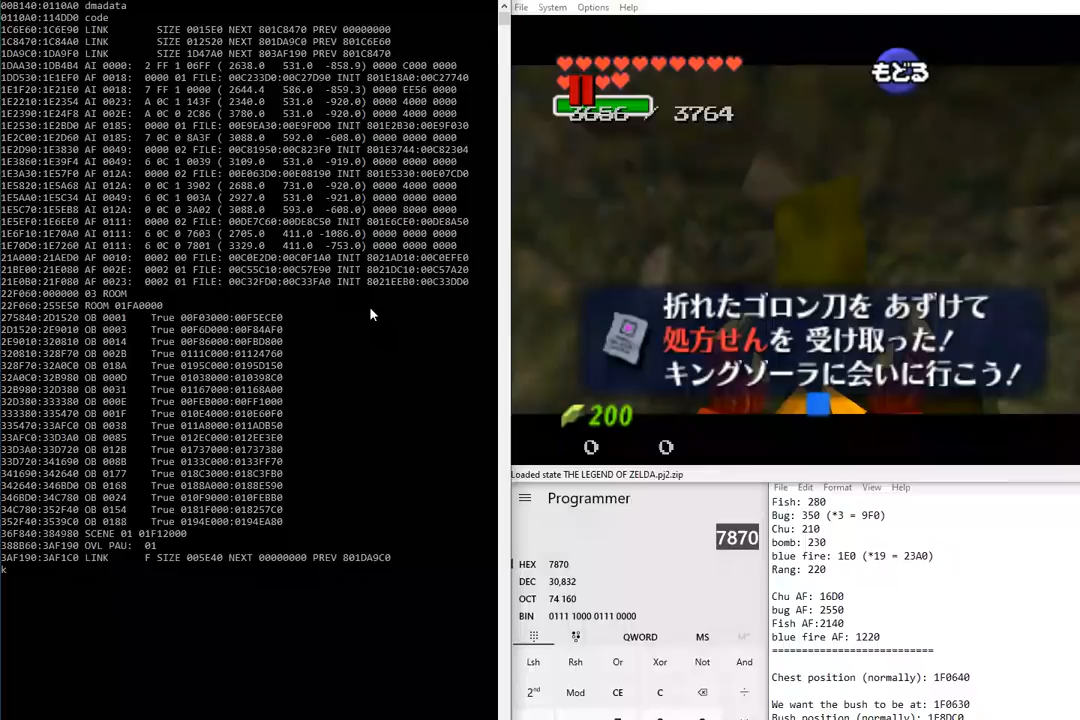 00B140:0110A0 dmadata
0110A0:114DD0 code
1C6E60:1C6E90 LINK SIZE 0015E0 NEXT 801C8470 PREV 00000000
1C8470:1C84A0 LINK SIZE 012520 NEXT 801DA9C0 PREV 801C6E60
1DA9C0:1DA9F0 LINK SIZE 1D47A0 NEXT 803AF190 PREV 801C8470
1DAA30:1DB4B4 AI 0000: 2 FF 1 06FF ( 2638.0 531.0 -858.9) 0000 C000 0000
1DD530:1E1EF0 AF 0018: 0000 01 FILE: 00C233D0:00C27D90 INIT 801E18A0:00C27740
1E1F20:1E21E0 AI 0018: 7 FF 1 0000 ( 2644.4 586.0 -859.3) 0000 EE56 0000
1E2210:1E2354 AI 0023: A 0C 1 143F ( 2340.0 531.0 -920.0) 0000 4000 0000
1E2390:1E24F8 AI 002E: A 0C 0 2C86 ( 3780.0 531.0 -920.0) 0000 4000 0000
1E2530:1E2BD0 AF 0185: 0000 01 FILE: 00E9EA30:00E9F0D0 INIT 801E2B30:00E9F030
1E2C00:1E2D60 AI 0185: 7 0C 0 8A3F ( 3088.0 592.0 -608.0) 0000 0000 0000
1E2D90:1E3830 AF 0049: 0000 02 FILE: 00C81950:00C823F0 INIT 801E3744:00C82304
1E3860:1E39F4 AI 0049: 6 0C 1 0039 ( 3109.0 531.0 -919.0) 0000 0000 0000
1E3A30:1E57F0 AF 012A: 0000 02 FILE: 00E063D0:00E08190 INIT 801E5330:00E07CD0
1E5820:1E5A68 AI 012A: 0 0C 1 3902 ( 2688.0 731.0 -920.0) 0000 4000 0000
1E5AA0:1E5C34 AI 0049: 6 0C 1 003A ( 2927.0 531.0 -921.0) 0000 0000 0000
1E5C70:1E5EB8 AI 012A: 0 0C 0 3A02 ( 3088.0 593.0 -608.0) 0000 8000 0000
1E5EF0:1E6EE0 AF 0111: 0000 02 FILE: 00DE7C60:00DE8C50 INIT 801E6CE0:00DE8A50
1E6F10:1E70A0 AI 0111: 6 0C 0 7603 ( 2705.0 411.0 -1086.0) 0000 0000 0000
1E70D0:1E7260 AI 0111: 6 0C 0 7801 ( 3329.0 411.0 -753.0) 0000 0000 0000
21A000:21AED0 AF 0010: 0002 00 FILE: 00C0E2D0:00C0F1A0 INIT 8021AD10:00C0EFE0
21BE00:21E080 AF 002E: 0002 01 FILE: 00C55C10:00C57E90 INIT 8021DC10:00C57A20
21E0B0:21F080 AF 0023: 0002 01 FILE: 00C32FD0:00C33FA0 INIT 8021EEB0:00C33DD0
22F060:000000 03 ROOM
22F060:255E50 ROOM 01FA0000
275840:2D1520 OB 0001 True 00F03000:00F5ECE0
2D1520:2E9010 OB 0003 True 00F6D000:00F84AF0
2E9010:320810 OB 0014 True 00F86000:00FBD800
320810:328F70 OB 002B True 0111C000:01124760
328F70:32A0C0 OB 018A True 0195C000:0195D150
32A0C0:32B980 OB 000D True 01038000:010398C0
32B980:32D380 OB 0031 True 01167000:01168A00
32D380:333380 OB 000E True 00FEB000:00FF1000
333380:335470 OB 001F True 010E4000:010E60F0
335470:33AFC0 OB 0038 True 011A8000:011ADB50
33AFC0:33D3A0 OB 0085 True 012EC000:012EE3E0
33D3A0:33D720 OB 012B True 01737000:01737380
33D720:341690 OB 008B True 0133C000:0133FF70
341690:342640 OB 0177 True 018C3000:018C3FB0
342640:346BD0 OB 0168 True 0188A000:0188E590
346BD0:34C780 OB 0024 True 010F9000:010FEBB0
34C780:352F40 OB 0154 True 0181F000:018257C0
352F40:3539C0 OB 0188 True 0194E000:0194EA80
36F840:384980 SCENE 01 01F12000
388B60:3AF190 OVL PAU: 01
3AF190:3AF1C0 LINK F SIZE 005E40 NEXT 00000000 PREV 801DA9C0
k
File System Options Help
もどる
3686 / 3764
折れたゴロン刀を あずけて
処方せんを 受け取った!
キングゾーラに会いに行こう!
200
0 0
Loaded state THE LEGEND OF ZELDA.pj2.zip
Programmer
7870
HEX 7870
DEC 30,832
OCT 74 160
BIN 0111 1000 0111 0000
QWORD MS M˅
Lsh Rsh Or Xor Not And
2nd Mod CE C ÷
File Edit Format View Help
Fish: 280
Bug: 350 (*3 = 9F0)
Chu: 210
bomb: 230
blue fire: 1E0 (*19 = 23A0)
Rang: 220
Chu AF: 16D0
bug AF: 2550
Fish AF:2140
blue fire AF: 1220
===========================
Chest position (normally): 1F0640
We want the bush to be at: 1F0630
Bush position (normally): 1E8DC0